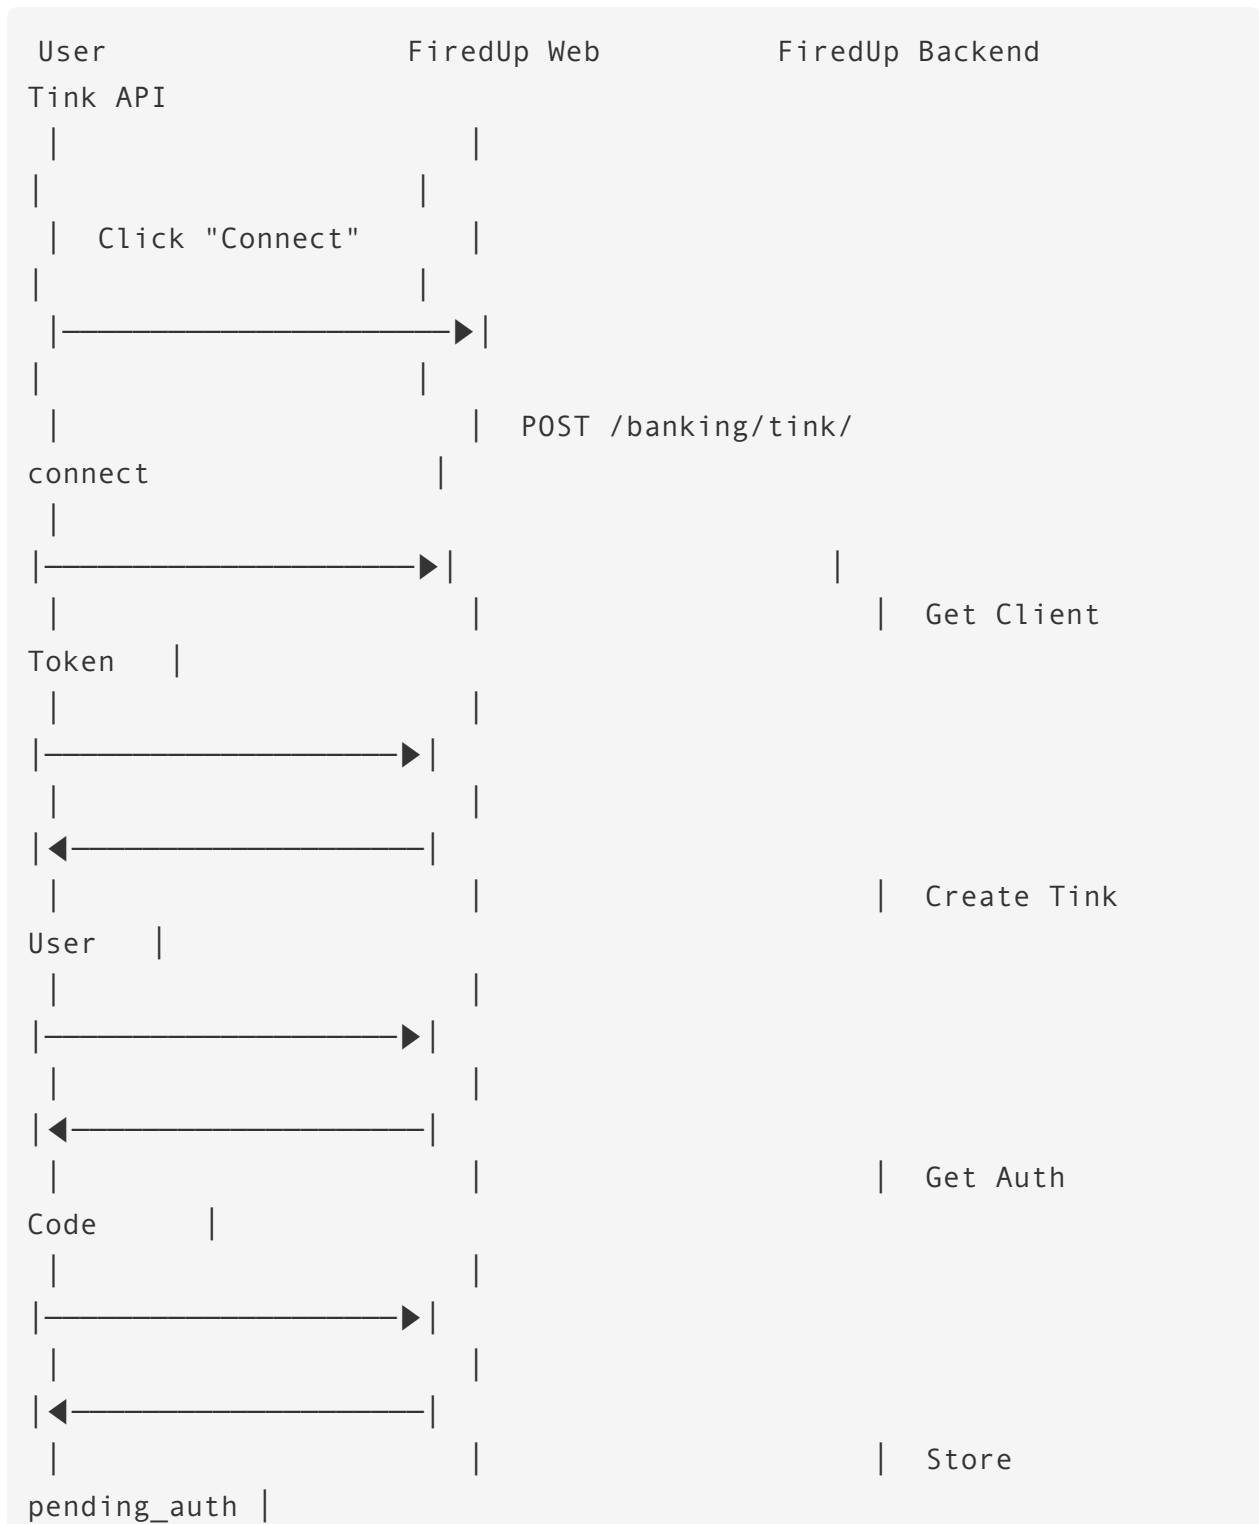 User                 FiredUp Web          FiredUp Backend
Tink API
|                        |
|                      |
|  Click "Connect"       |
|                      |
|──────────────────────▶|
|                      |
|                        |  POST /banking/tink/
connect                |
|
|─────────────────────▶|                      |
|                        |                       |  Get Client
Token   |
|                        |
|────────────────────▶|
|                        |
|◀────────────────────|
|                        |                       |  Create Tink
User   |
|                        |
|────────────────────▶|
|                        |
|◀────────────────────|
|                        |                       |  Get Auth
Code      |
|                        |
|────────────────────▶|
|                        |
|◀────────────────────|
|                        |                       |  Store
pending_auth |